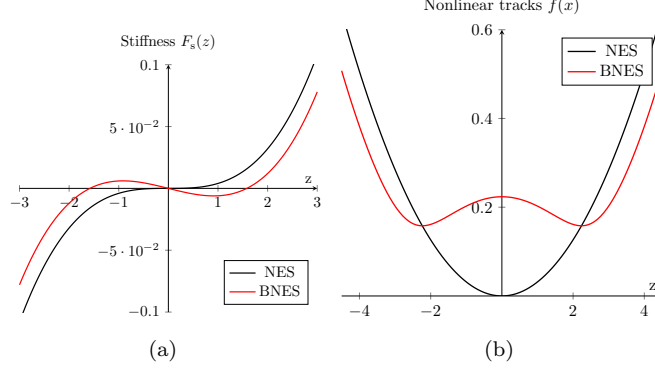 Stiffness F_s(z)
0.1
5 · 10^−2
−5 · 10^−2
−0.1
−3 −2 −1 1 2 3
z
NES
BNES
(a)
Nonlinear tracks f(x)
0.6
0.4
0.2
−4 −2 2 4
z
NES
BNES
(b)